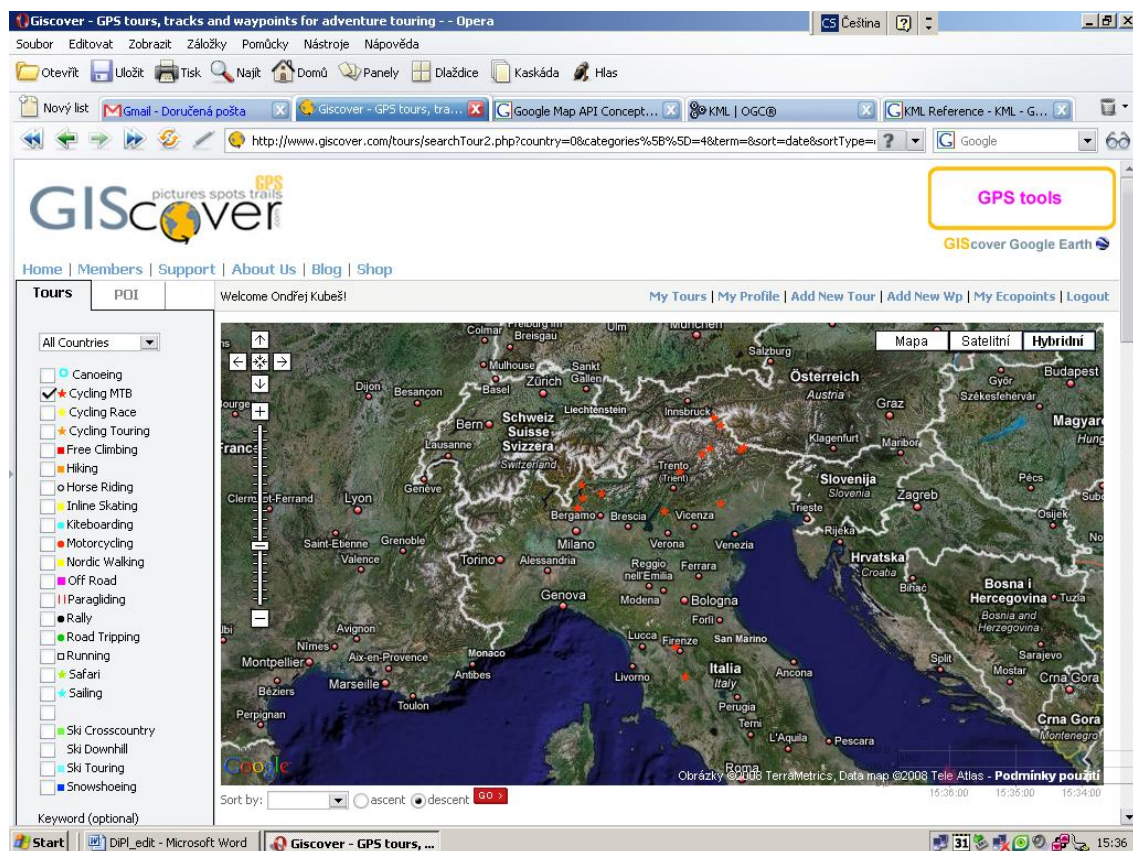 Giscover - GPS tours, tracks and waypoints for adventure touring - - Opera
CS Čeština
Soubor Editovat Zobrazit Záložky Pomůcky Nástroje Nápověda
Otevřít Uložit Tisk Najít Domů Panely Dlaždice Kaskáda Hlas
Nový list Gmail - Doručená pošta Giscover - GPS tours, tra... Google Map API Concept... KML | OGC® KML Reference - KML - G...
http://www.giscover.com/tours/searchTour2.php?country=0&categories%5B%5D=4&term=&sort=date&sortType= Google
GPS
pictures spots trails
GIScover
.com
GPS tools
GIScover Google Earth
Home | Members | Support | About Us | Blog | Shop
Tours POI
Welcome Ondřej Kubeš!
My Tours | My Profile | Add New Tour | Add New Wp | My Ecopoints | Logout
All Countries
Canoeing
Cycling MTB
Cycling Race
Cycling Touring
Free Climbing
Hiking
Horse Riding
Inline Skating
Kiteboarding
Motorcycling
Nordic Walking
Off Road
Paragliding
Rally
Road Tripping
Running
Safari
Sailing
Ski Crosscountry
Ski Downhill
Ski Touring
Snowshoeing
Keyword (optional)
Mapa Satelitní Hybridní
Colmar Freiburg im Breisgau Ulm München
Salzburg
Mulhouse Sankt Gallen
Zürich
Basel
Österreich
Austria
Győr
Budapest
Székesfehérvár
Dijon
Besançon
Liechtenstein
Innsbruck
Graz
Bern
Schweiz
Suisse
Svizzera
Switzerland
Lausanne
Genève
Klagenfurt
Maribor
Magyar
Hung
Trento
(Trient)
Slovenija
Slovenia
Zagreb
Pécs
Clermont-Ferrand
Lyon
Bergamo
Brescia
Vicenza
Trieste
Rijeka
Osijek
Saint-Etienne
Grenoble
Valence
Milano
Verona
Venezia
Torino
Alessandria
Reggio nell'Emilia
Ferrara
Hrvatska
Croatia
Bihać
Bosna i
Hercegovina
Tuzla
Bosnia and
Herzegovina
Genova
Modena
Bologna
Forlì
Avignon
Nîmes
Aix-en-Provence
Monaco
Lucca
Firenze
San Marino
Montpellier
Marseille
Antibes
Livorno
Italia
Italy
Ancona
Split
Sarajevo
Mostar
Crna Gora
Béziers
Toulon
Perugia
Perpignan
Terni
L'Aquila
Pescara
Crna Gora
Montenegro
Roma
Google
Obrázky ©2008 TerraMetrics, Data map ©2008 Tele Atlas - Podmínky použití
15:36:00 15:35:00 15:34:00
Sort by: ascent descent GO >
Start DiPl_edit - Microsoft Word Giscover - GPS tours, ... 31 15:36